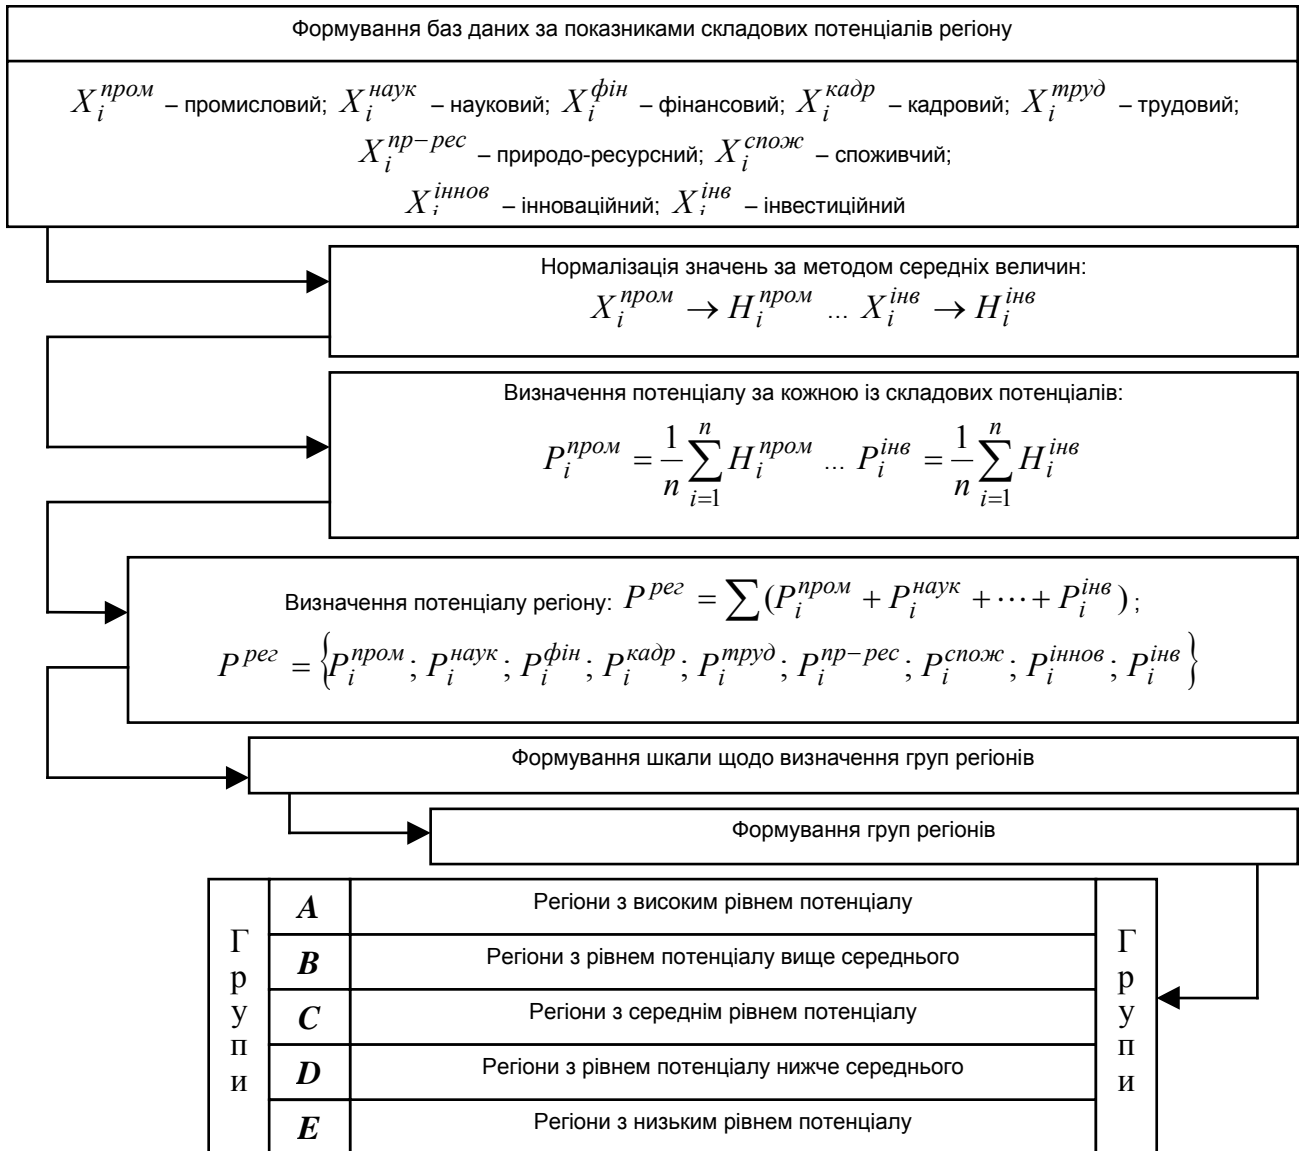 Формування баз даних за показниками складових потенціалів регіону
X_i^{пром} – промисловий; X_i^{наук} – науковий; X_i^{фін} – фінансовий; X_i^{кадр} – кадровий; X_i^{труд} – трудовий;
X_i^{пр–рес} – природо-ресурсний; X_i^{спож} – споживчий;
X_i^{іннов} – інноваційний; X_i^{інв} – інвестиційний
Нормалізація значень за методом середніх величин:
X_i^{пром} → H_i^{пром} ... X_i^{інв} → H_i^{інв}
Визначення потенціалу за кожною із складових потенціалів:
P_i^{пром} = \frac{1}{n} \sum_{i=1}^{n} H_i^{пром} ... P_i^{інв} = \frac{1}{n} \sum_{i=1}^{n} H_i^{інв}
Визначення потенціалу регіону: P^{рег} = ∑(P_i^{пром} + P_i^{наук} + ⋯ + P_i^{інв});
P^{рег} = {P_i^{пром}; P_i^{наук}; P_i^{фін}; P_i^{кадр}; P_i^{труд}; P_i^{пр–рес}; P_i^{спож}; P_i^{іннов}; P_i^{інв}}
Формування шкали щодо визначення груп регіонів
Формування груп регіонів
Групи
A Регіони з високим рівнем потенціалу
B Регіони з рівнем потенціалу вище середнього
C Регіони з середнім рівнем потенціалу
D Регіони з рівнем потенціалу нижче середнього
E Регіони з низьким рівнем потенціалу
Групи